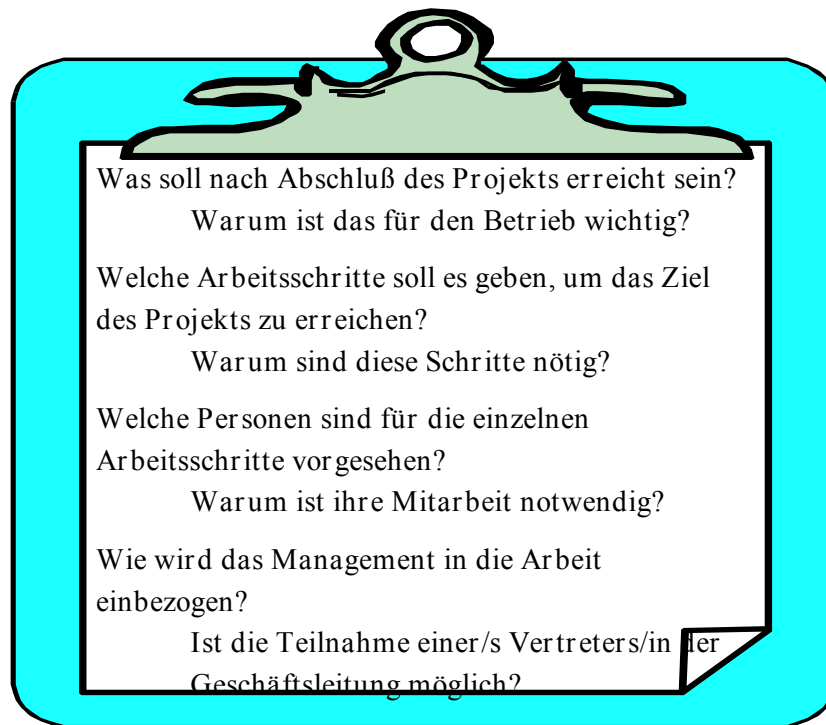 Was soll nach Abschluß des Projekts erreicht sein?
Warum ist das für den Betrieb wichtig?
Welche Arbeitsschritte soll es geben, um das Ziel
des Projekts zu erreichen?
Warum sind diese Schritte nötig?
Welche Personen sind für die einzelnen
Arbeitsschritte vorgesehen?
Warum ist ihre Mitarbeit notwendig?
Wie wird das Management in die Arbeit
einbezogen?
Ist die Teilnahme einer/s Vertreters/in der
Geschäftsleitung möglich?